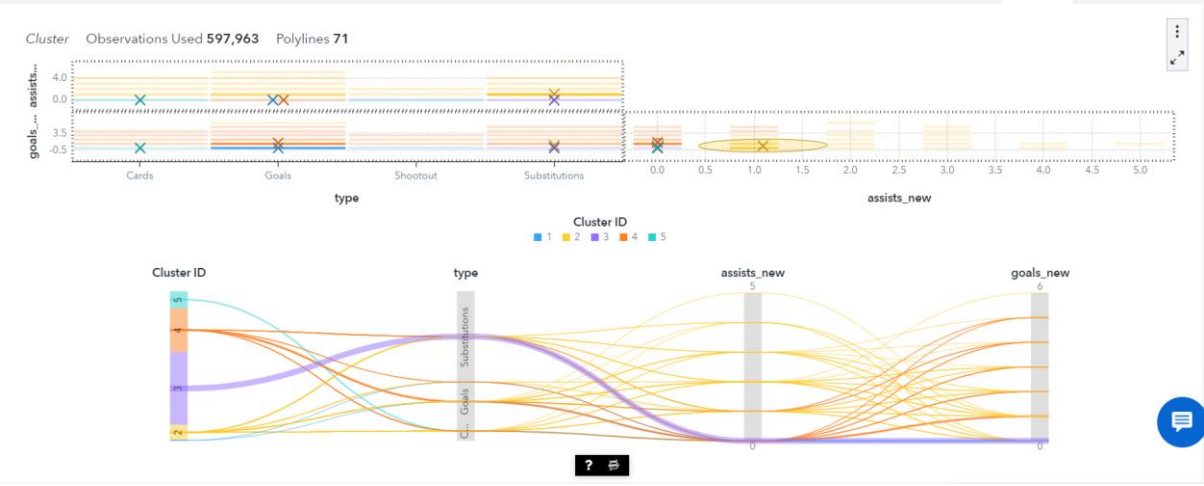 Cluster Observations Used 597,963 Polylines 71
assists...
4.0
0.0
goals_...
3.5
-0.5
Cards Goals Shootout Substitutions
0.0 0.5 1.0 1.5 2.0 2.5 3.0 3.5 4.0 4.5 5.0
type assists_new
Cluster ID
1 2 3 4 5
Cluster ID type assists_new goals_new
5 6
5
4
3
2
Substitutions
Goals
C...
0 0
?